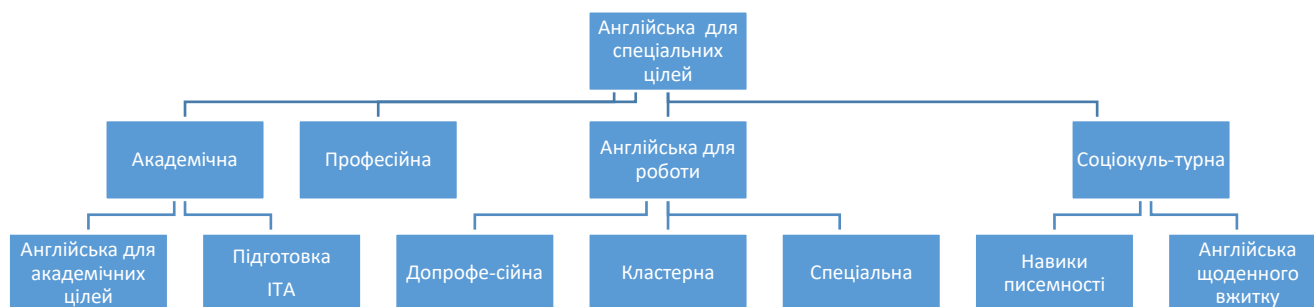 Англійська для
спеціальних
цілей
Академічна
Професійна
Англійська для
роботи
Соціокуль-турна
Англійська для
академічних
цілей
Підготовка
ІТА
Допрофе-сійна
Кластерна
Спеціальна
Навики
писемності
Англійська
щоденного
вжитку